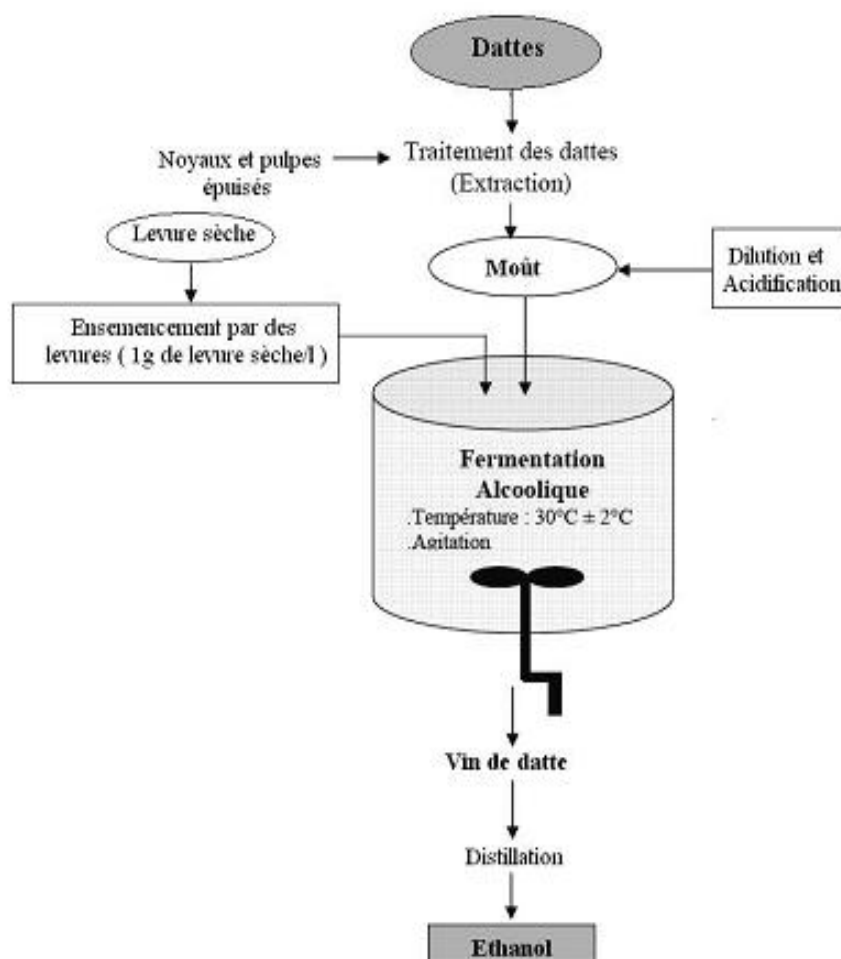 Dattes
Noyaux et pulpes
épuisés
Traitement des dattes
(Extraction)
Levure sèche
Moût
Dilution et
Acidification
Ensemencement par des
levures ( 1g de levure sèche/l )
Fermentation
Alcoolique
.Température : 30°C ± 2°C
.Agitation
Vin de datte
Distillation
Ethanol